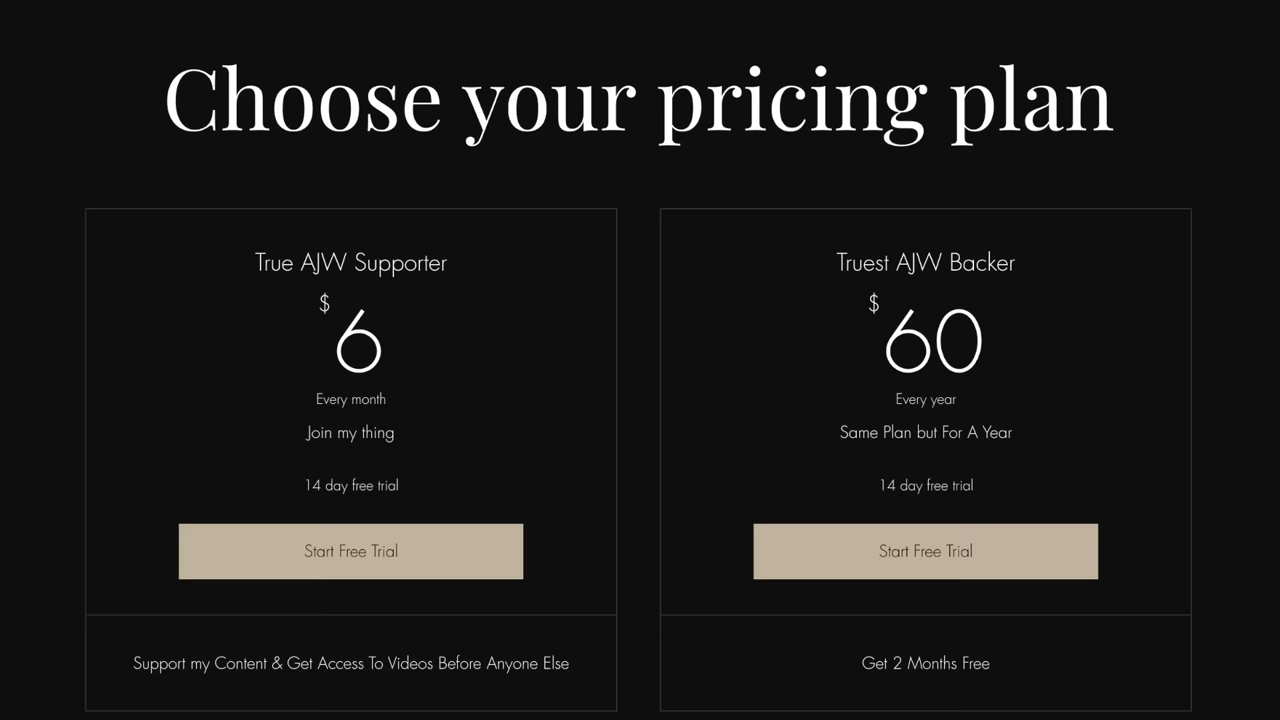 Choose your pricing plan
True AJW Supporter
$6
Every month
Join my thing
14 day free trial
Start Free Trial
Support my Content & Get Access To Videos Before Anyone Else
Truest AJW Backer
$60
Every year
Same Plan but For A Year
14 day free trial
Start Free Trial
Get 2 Months Free